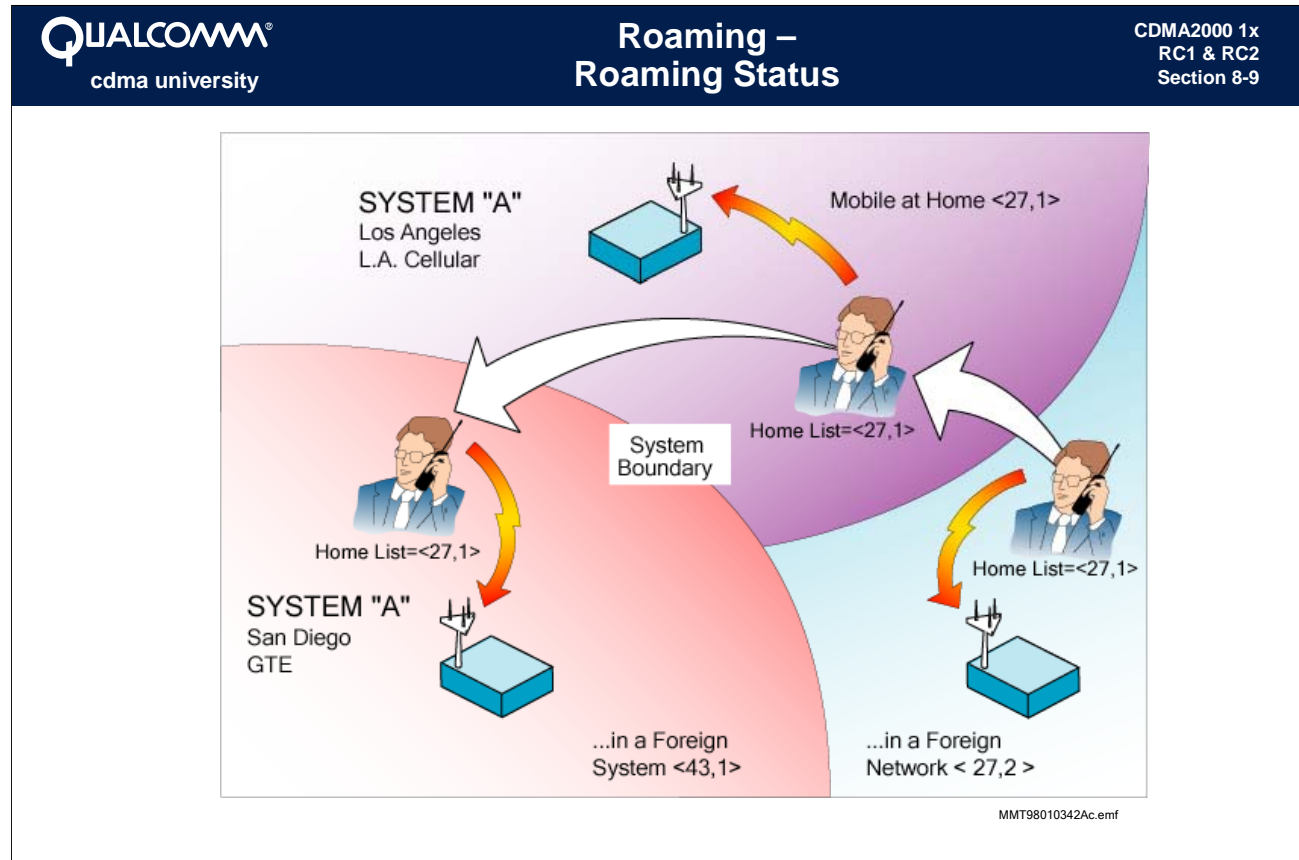 QUALCOMM®
cdma university
Roaming –
Roaming Status
CDMA2000 1x
RC1 & RC2
Section 8-9
SYSTEM "A"
Los Angeles
L.A. Cellular
Mobile at Home <27,1>
Home List=<27,1>
System
Boundary
Home List=<27,1>
Home List=<27,1>
SYSTEM "A"
San Diego
GTE
...in a Foreign
System <43,1>
...in a Foreign
Network < 27,2 >
MMT98010342Ac.emf